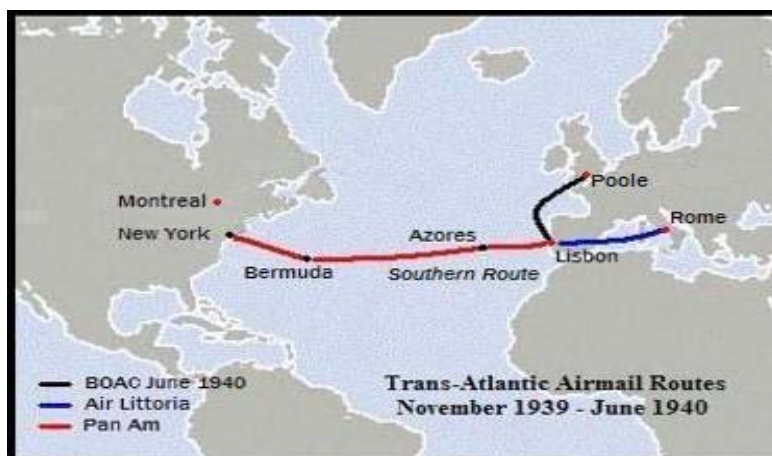 Montreal
New York
Bermuda
Azores
Southern Route
Lisbon
Poole
Rome
BOAC June 1940
Air Littoria
Pan Am
Trans-Atlantic Airmail Routes
November 1939 - June 1940